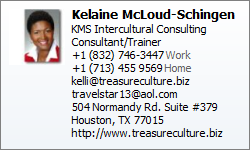 Kelaine McLoud-Schingen
KMS Intercultural Consulting
Consultant/Trainer
+1 (832) 746-3447 Work
+1 (713) 455 9569 Home
kelli@treasureculture.biz
travelstar13@aol.com
504 Normandy Rd. Suite #379
Houston, TX 77015
http://www.treasureculture.biz